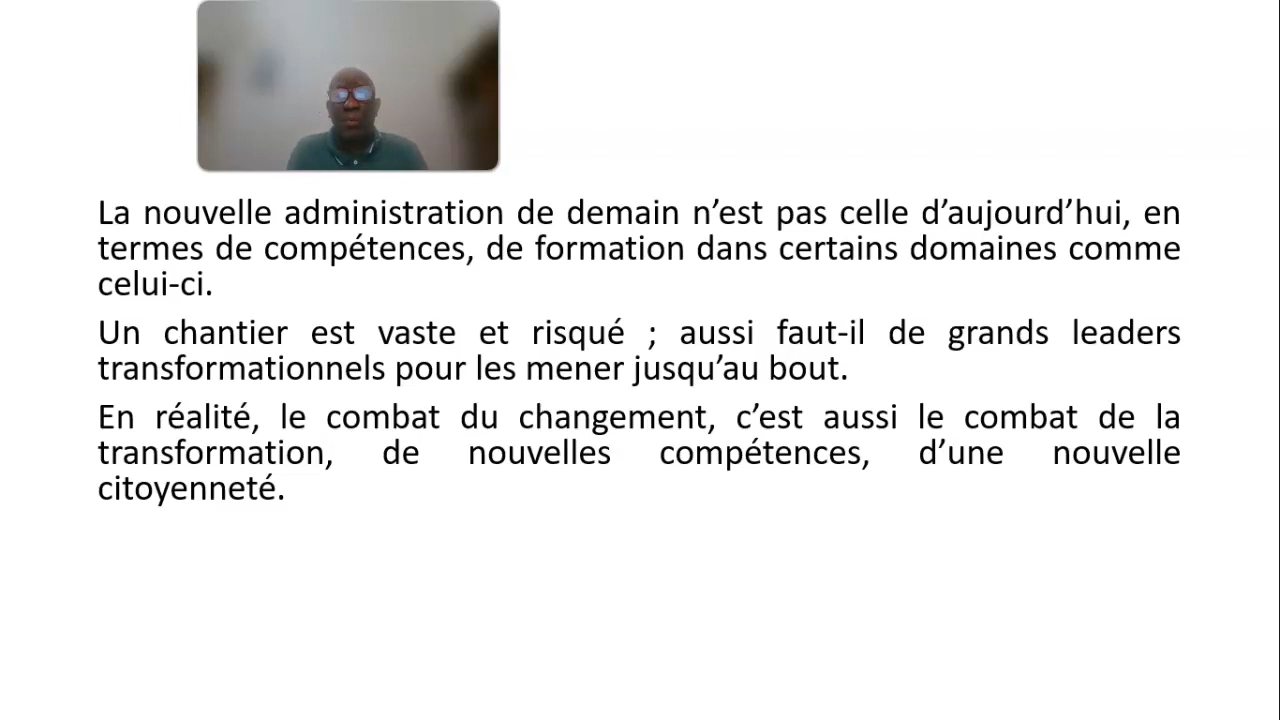 La nouvelle administration de demain n’est pas celle d’aujourd’hui, en
termes de compétences, de formation dans certains domaines comme
celui-ci.
Un chantier est vaste et risqué ; aussi faut-il de grands leaders
transformationnels pour les mener jusqu’au bout.
En réalité, le combat du changement, c’est aussi le combat de la
transformation, de nouvelles compétences, d’une nouvelle
citoyenneté.